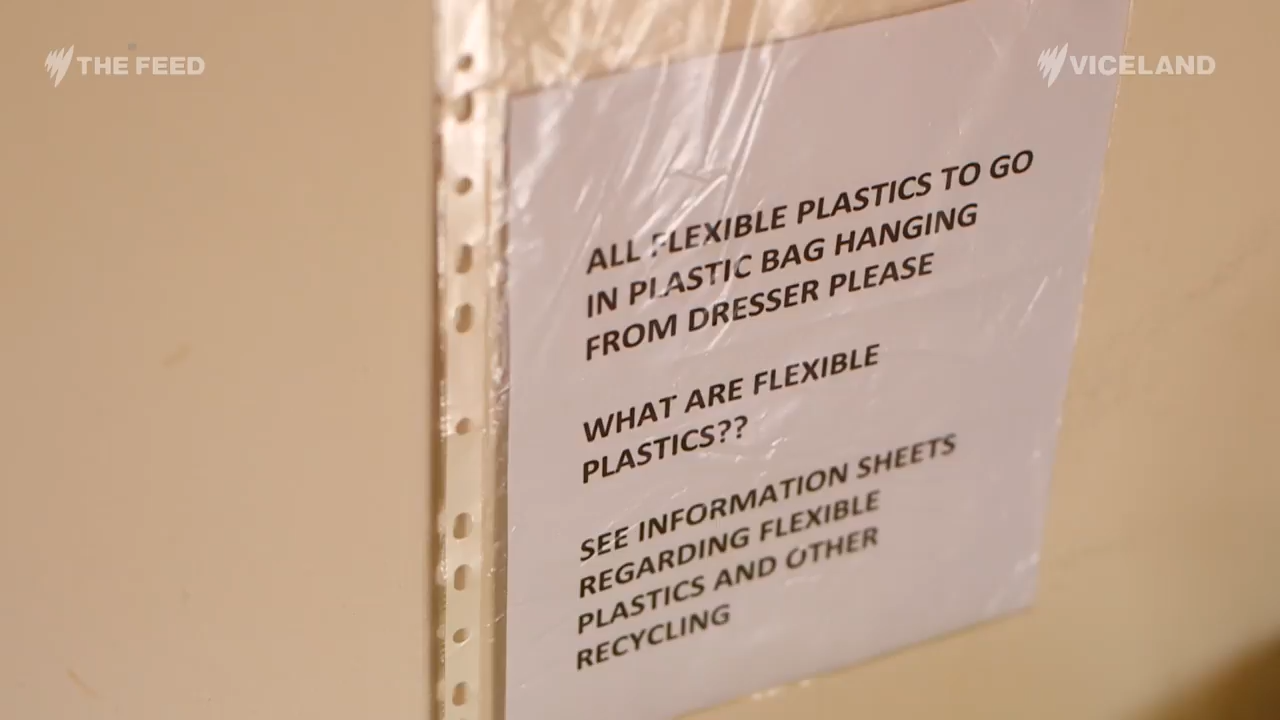 THE FEED
VICELAND
ALL FLEXIBLE PLASTICS TO GO
IN PLASTIC BAG HANGING
FROM DRESSER PLEASE
WHAT ARE FLEXIBLE
PLASTICS??
SEE INFORMATION SHEETS
REGARDING FLEXIBLE
PLASTICS AND OTHER
RECYCLING